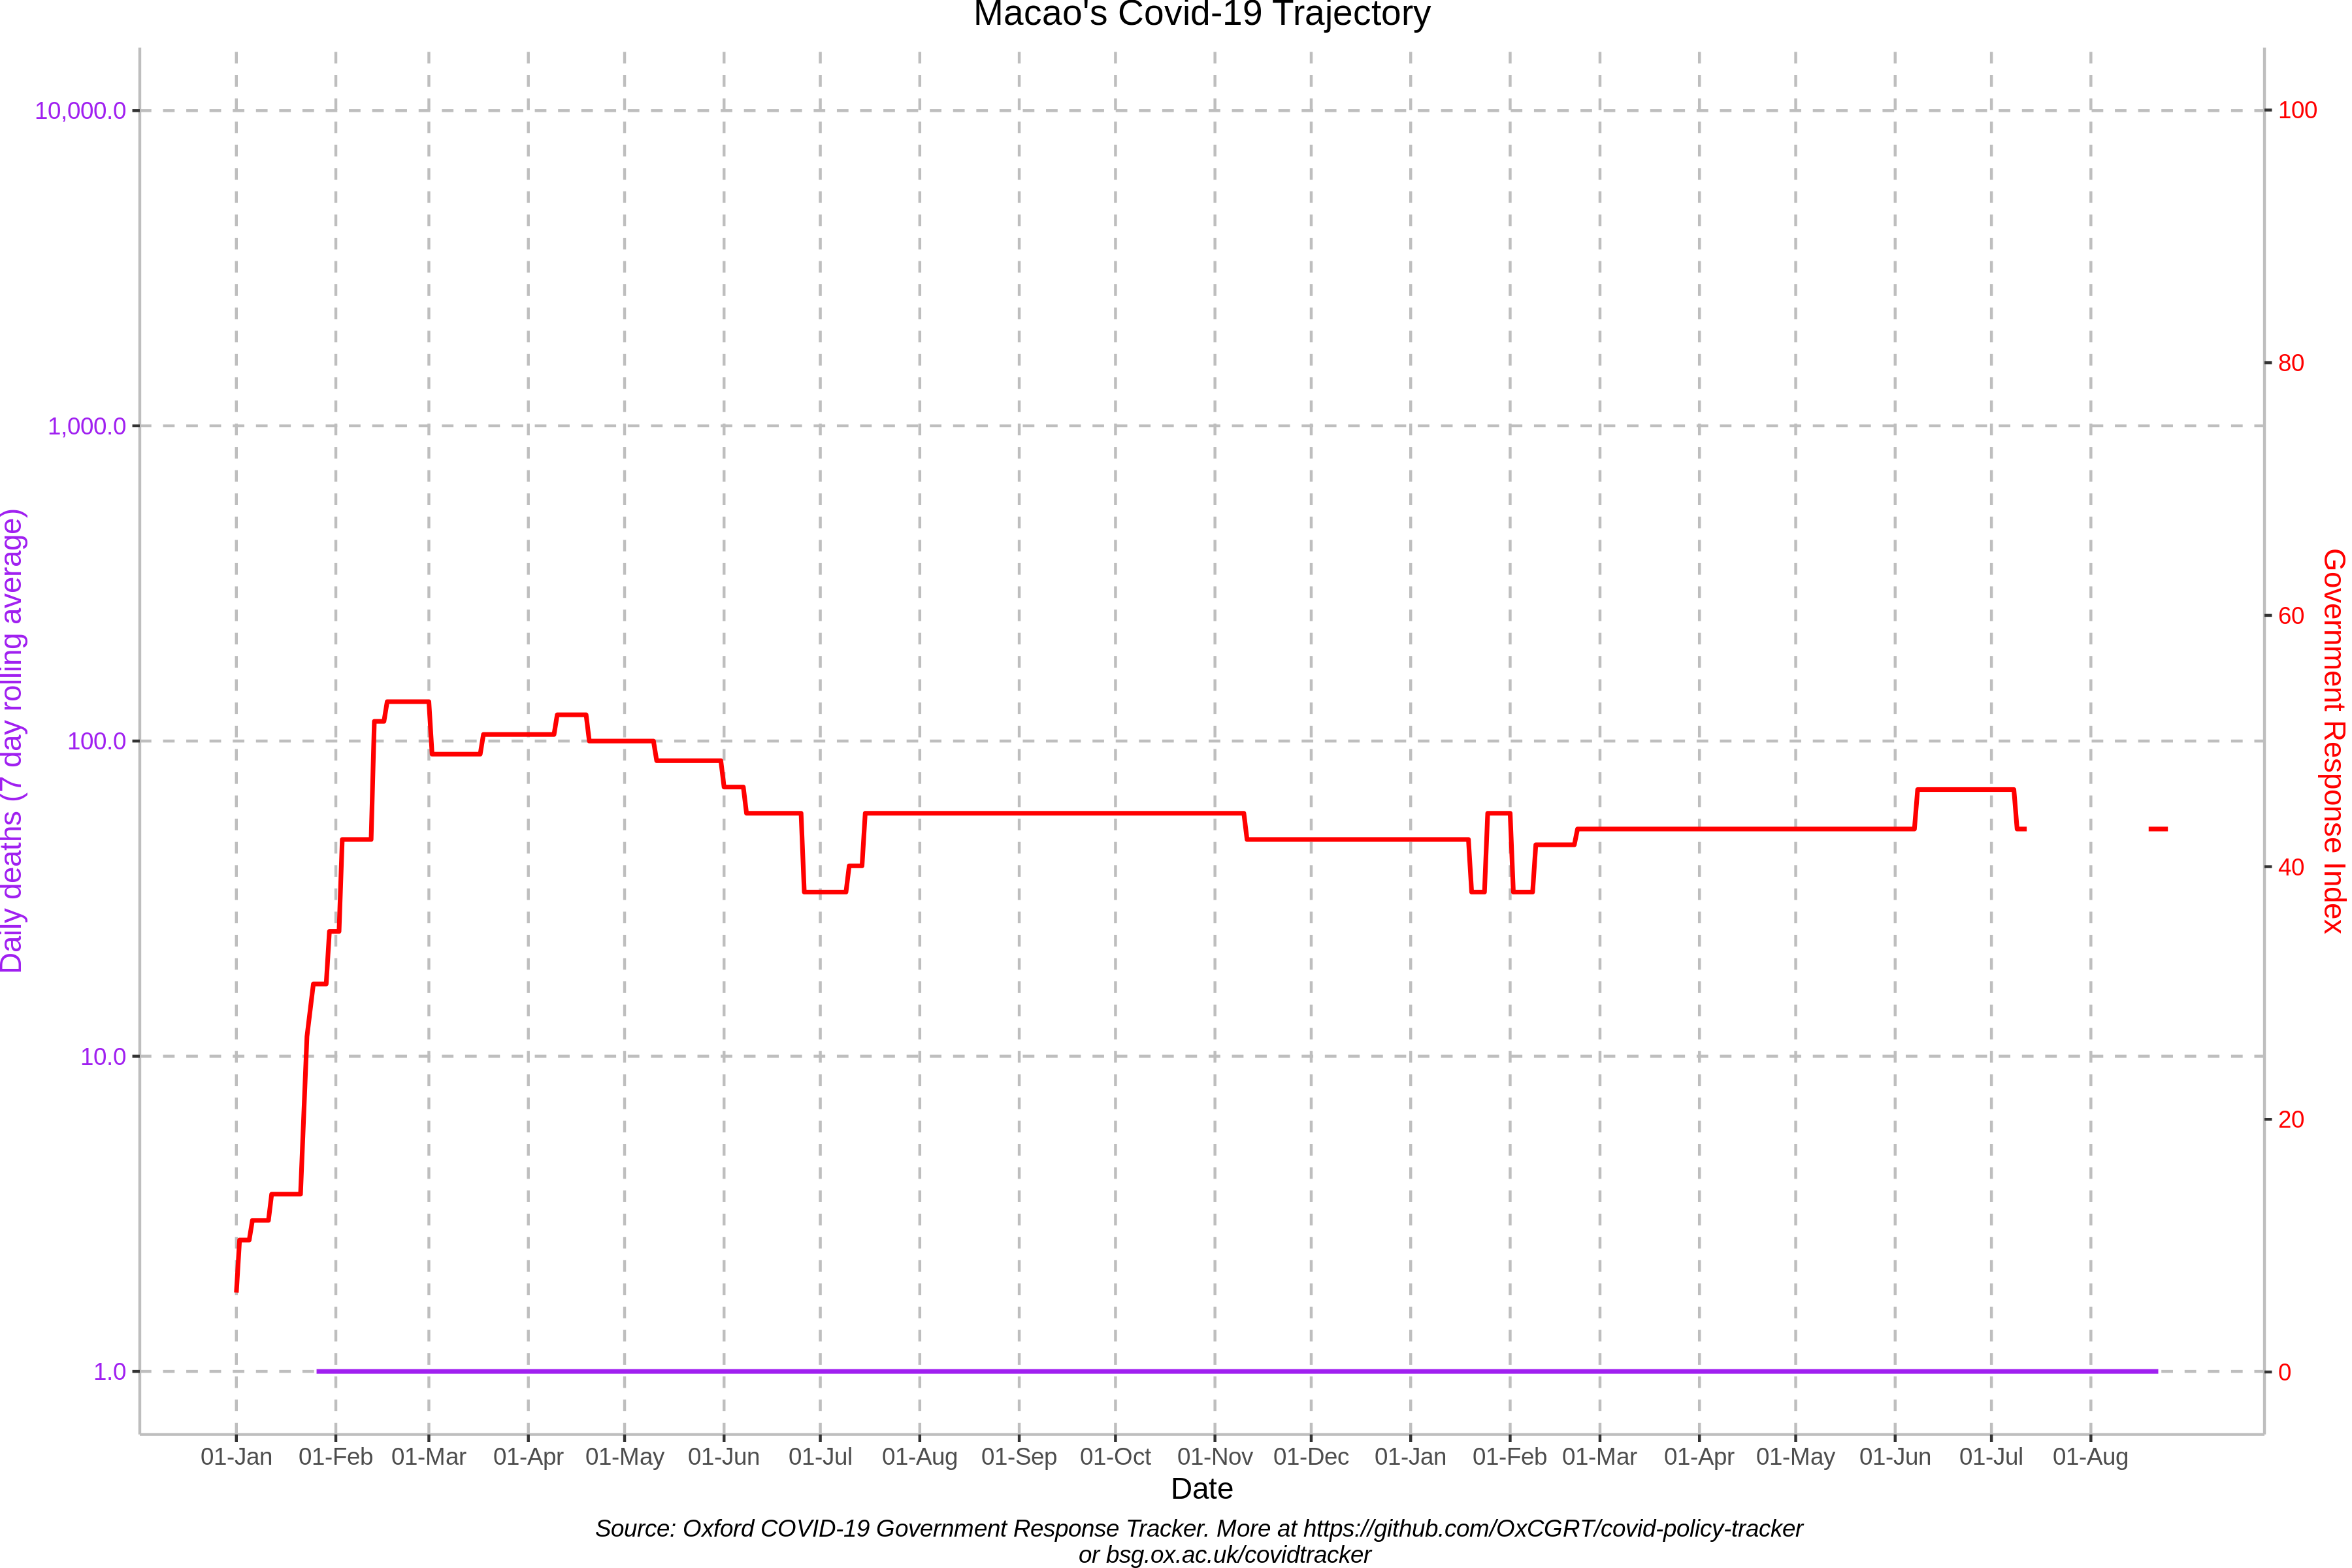 Macao's Covid-19 Trajectory
10,000.0
1,000.0
100.0
10.0
1.0
Daily deaths (7 day rolling average)
100
80
60
40
20
0
Government Response Index
01-Jan 01-Feb 01-Mar 01-Apr 01-May 01-Jun 01-Jul 01-Aug 01-Sep 01-Oct 01-Nov 01-Dec 01-Jan 01-Feb 01-Mar 01-Apr 01-May 01-Jun 01-Jul 01-Aug
Date
Source: Oxford COVID-19 Government Response Tracker. More at https://github.com/OxCGRT/covid-policy-tracker
or bsg.ox.ac.uk/covidtracker